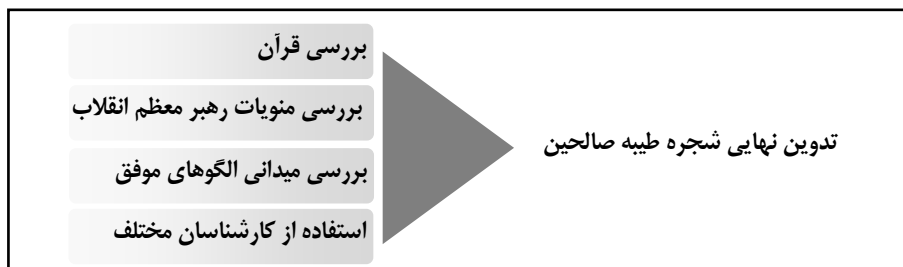 بررسی قرآن
بررسی منویات رهبر معظم انقلاب
بررسی میدانی الگوهای موفق
استفاده از کارشناسان مختلف
تدوین نهایی شجره طیبه صالحین